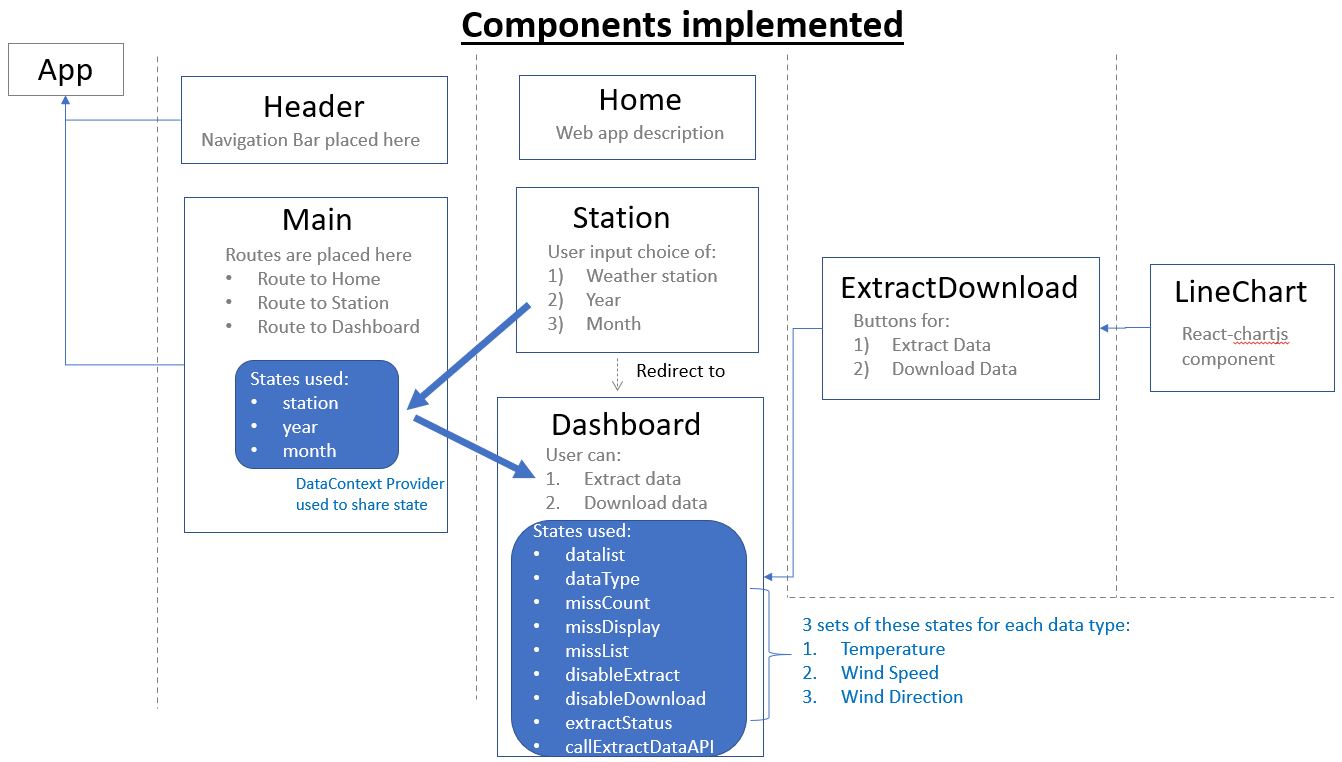 Components implemented
App
Header
Navigation Bar placed here
Main
Routes are placed here
• Route to Home
• Route to Station
• Route to Dashboard
States used:
• station
• year
• month
DataContext Provider
used to share state
Home
Web app description
Station
User input choice of:
1) Weather station
2) Year
3) Month
Redirect to
Dashboard
User can:
1. Extract data
2. Download data
States used:
• datalist
• dataType
• missCount
• missDisplay
• missList
• disableExtract
• disableDownload
• extractStatus
• callExtractDataAPI
ExtractDownload
Buttons for:
1) Extract Data
2) Download Data
LineChart
React-chartjs
component
3 sets of these states for each data type:
1. Temperature
2. Wind Speed
3. Wind Direction